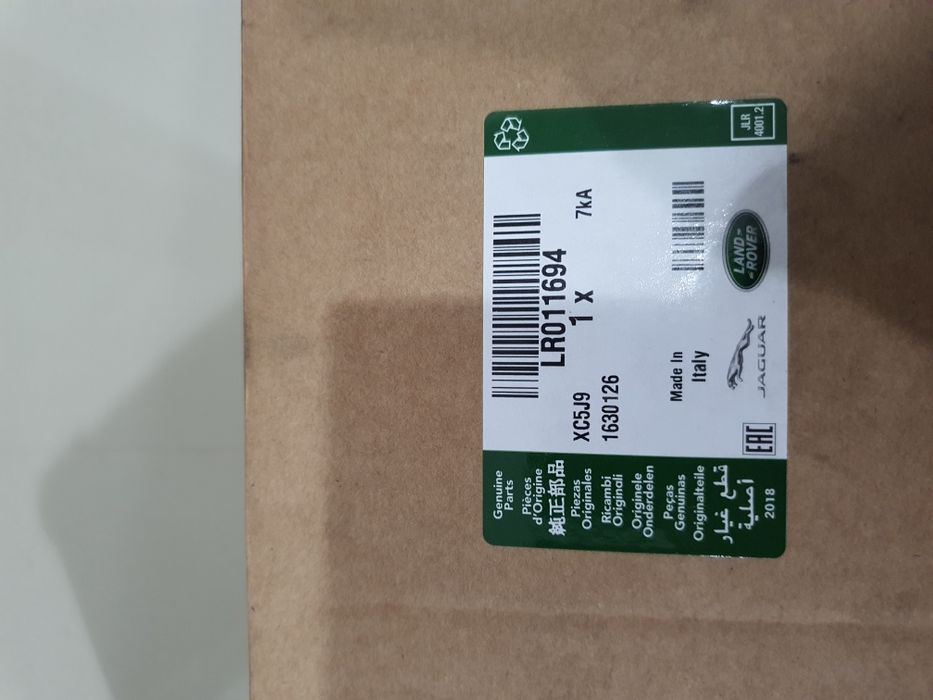 Genuine
Parts
Pièces
d'Origine
純正部品
Piezas
Originales
Ricambi
Originali
Originele
Onderdelen
Peças
Genuinas
Originalteile
قطع غيار
أصلية
2018
LR011694
1 X
XC5J9
7kA
1630126
Made In
Italy
EAC
JAGUAR
LAND-
-ROVER
JLR
4001.2